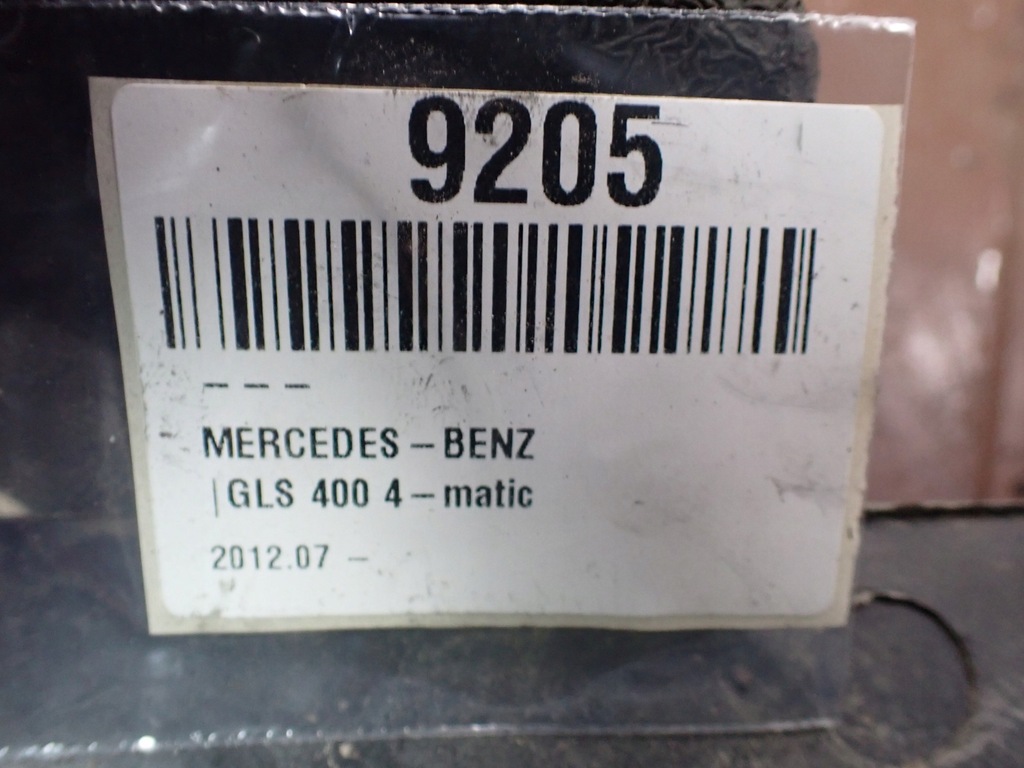 9205
– – –
MERCEDES – BENZ
|GLS 400 4 – matic
2012.07 –